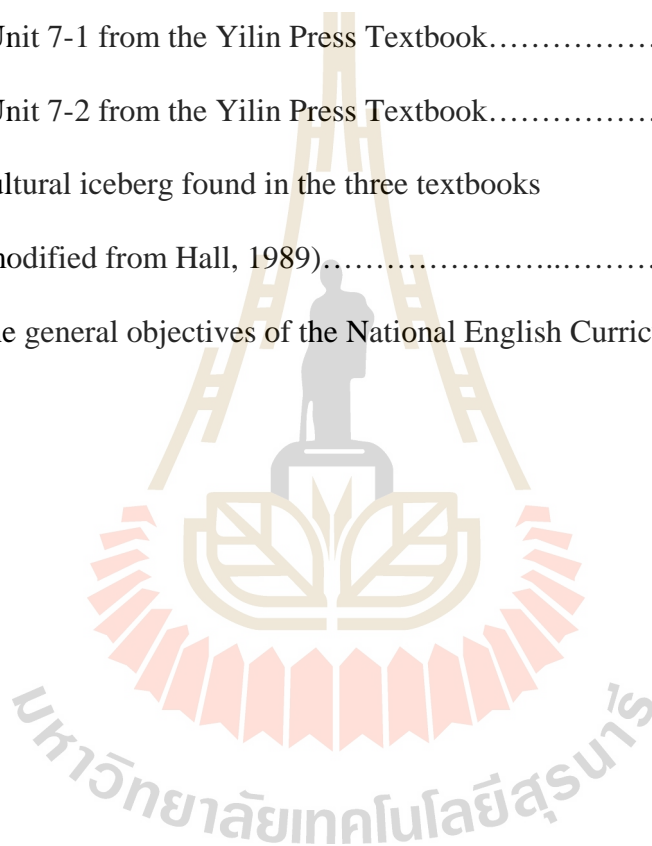 Unit 7-1 from the Yilin Press Textbook………………
Unit 7-2 from the Yilin Press Textbook………………
ultural iceberg found in the three textbooks
modified from Hall, 1989)…………………..………
e general objectives of the National English Curric
มหาวิทยาลัยเทคโนโลยีสุรนารี